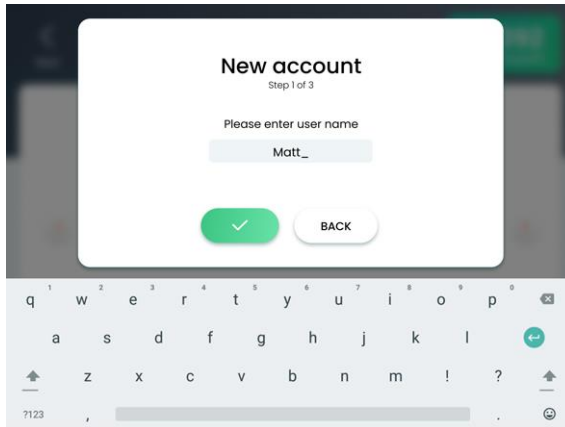 New account
Step 1 of 3
Please enter user name
Matt_
BACK
1 2 3 4 5 6 7 8 9 0
q w e r t y u i o p
a s d f g h j k l
z x c v b n m ! ?
?123 , .